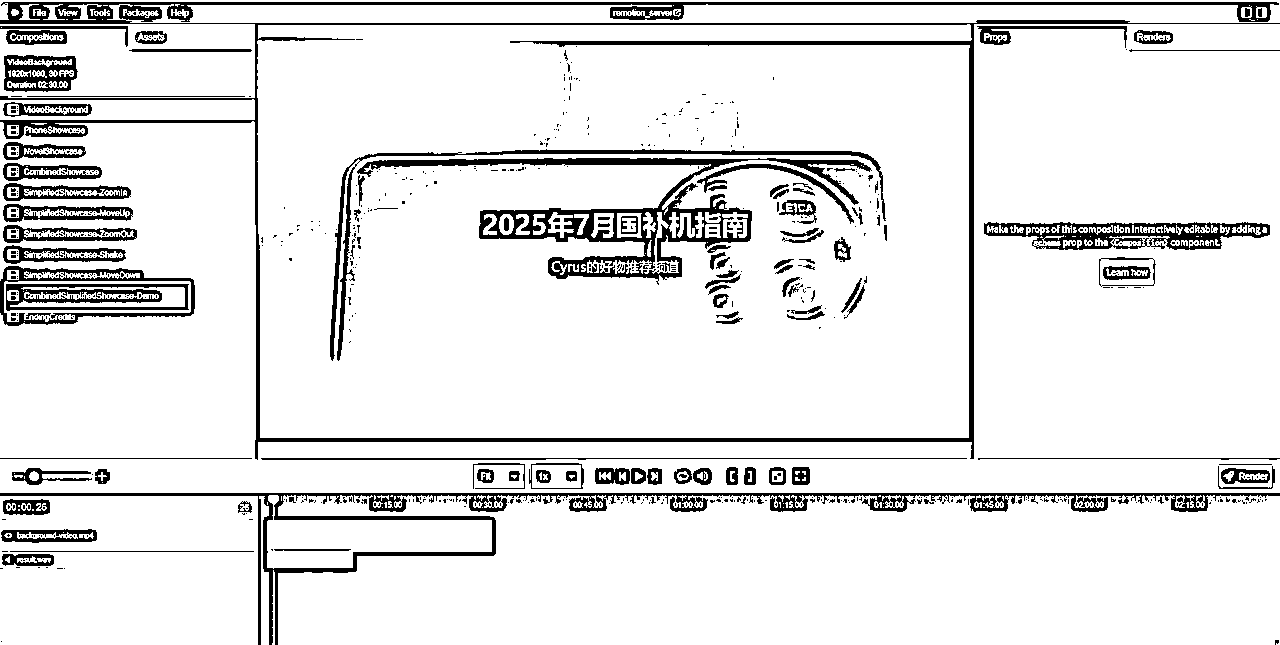 File View Tools Packages Help
remotion_server
Compositions
Assets
Props
Renders
VideoBackground
1920x1080, 30 FPS
Duration 02:30.00
VideoBackground
PhoneShowcase
NovelShowcase
CombinedShowcase
SimplifiedShowcase-ZoomIn
SimplifiedShowcase-MoveUp
SimplifiedShowcase-ZoomOut
SimplifiedShowcase-Shake
SimplifiedShowcase-MoveDown
CombinedSimplifiedShowcase-Demo
EndingCredits
LEICA
2025年7月国补机指南
Cyrus的好物推荐频道
Make the props of this composition interactively editable by adding a
schema prop to the <Composition> component.
Learn how
Fit
1x
Render
00:00.26
00:15.00
00:30.00
00:45.00
01:00.00
01:15.00
01:30.00
01:45.00
02:00.00
02:15.00
background-video.mp4
result.wav